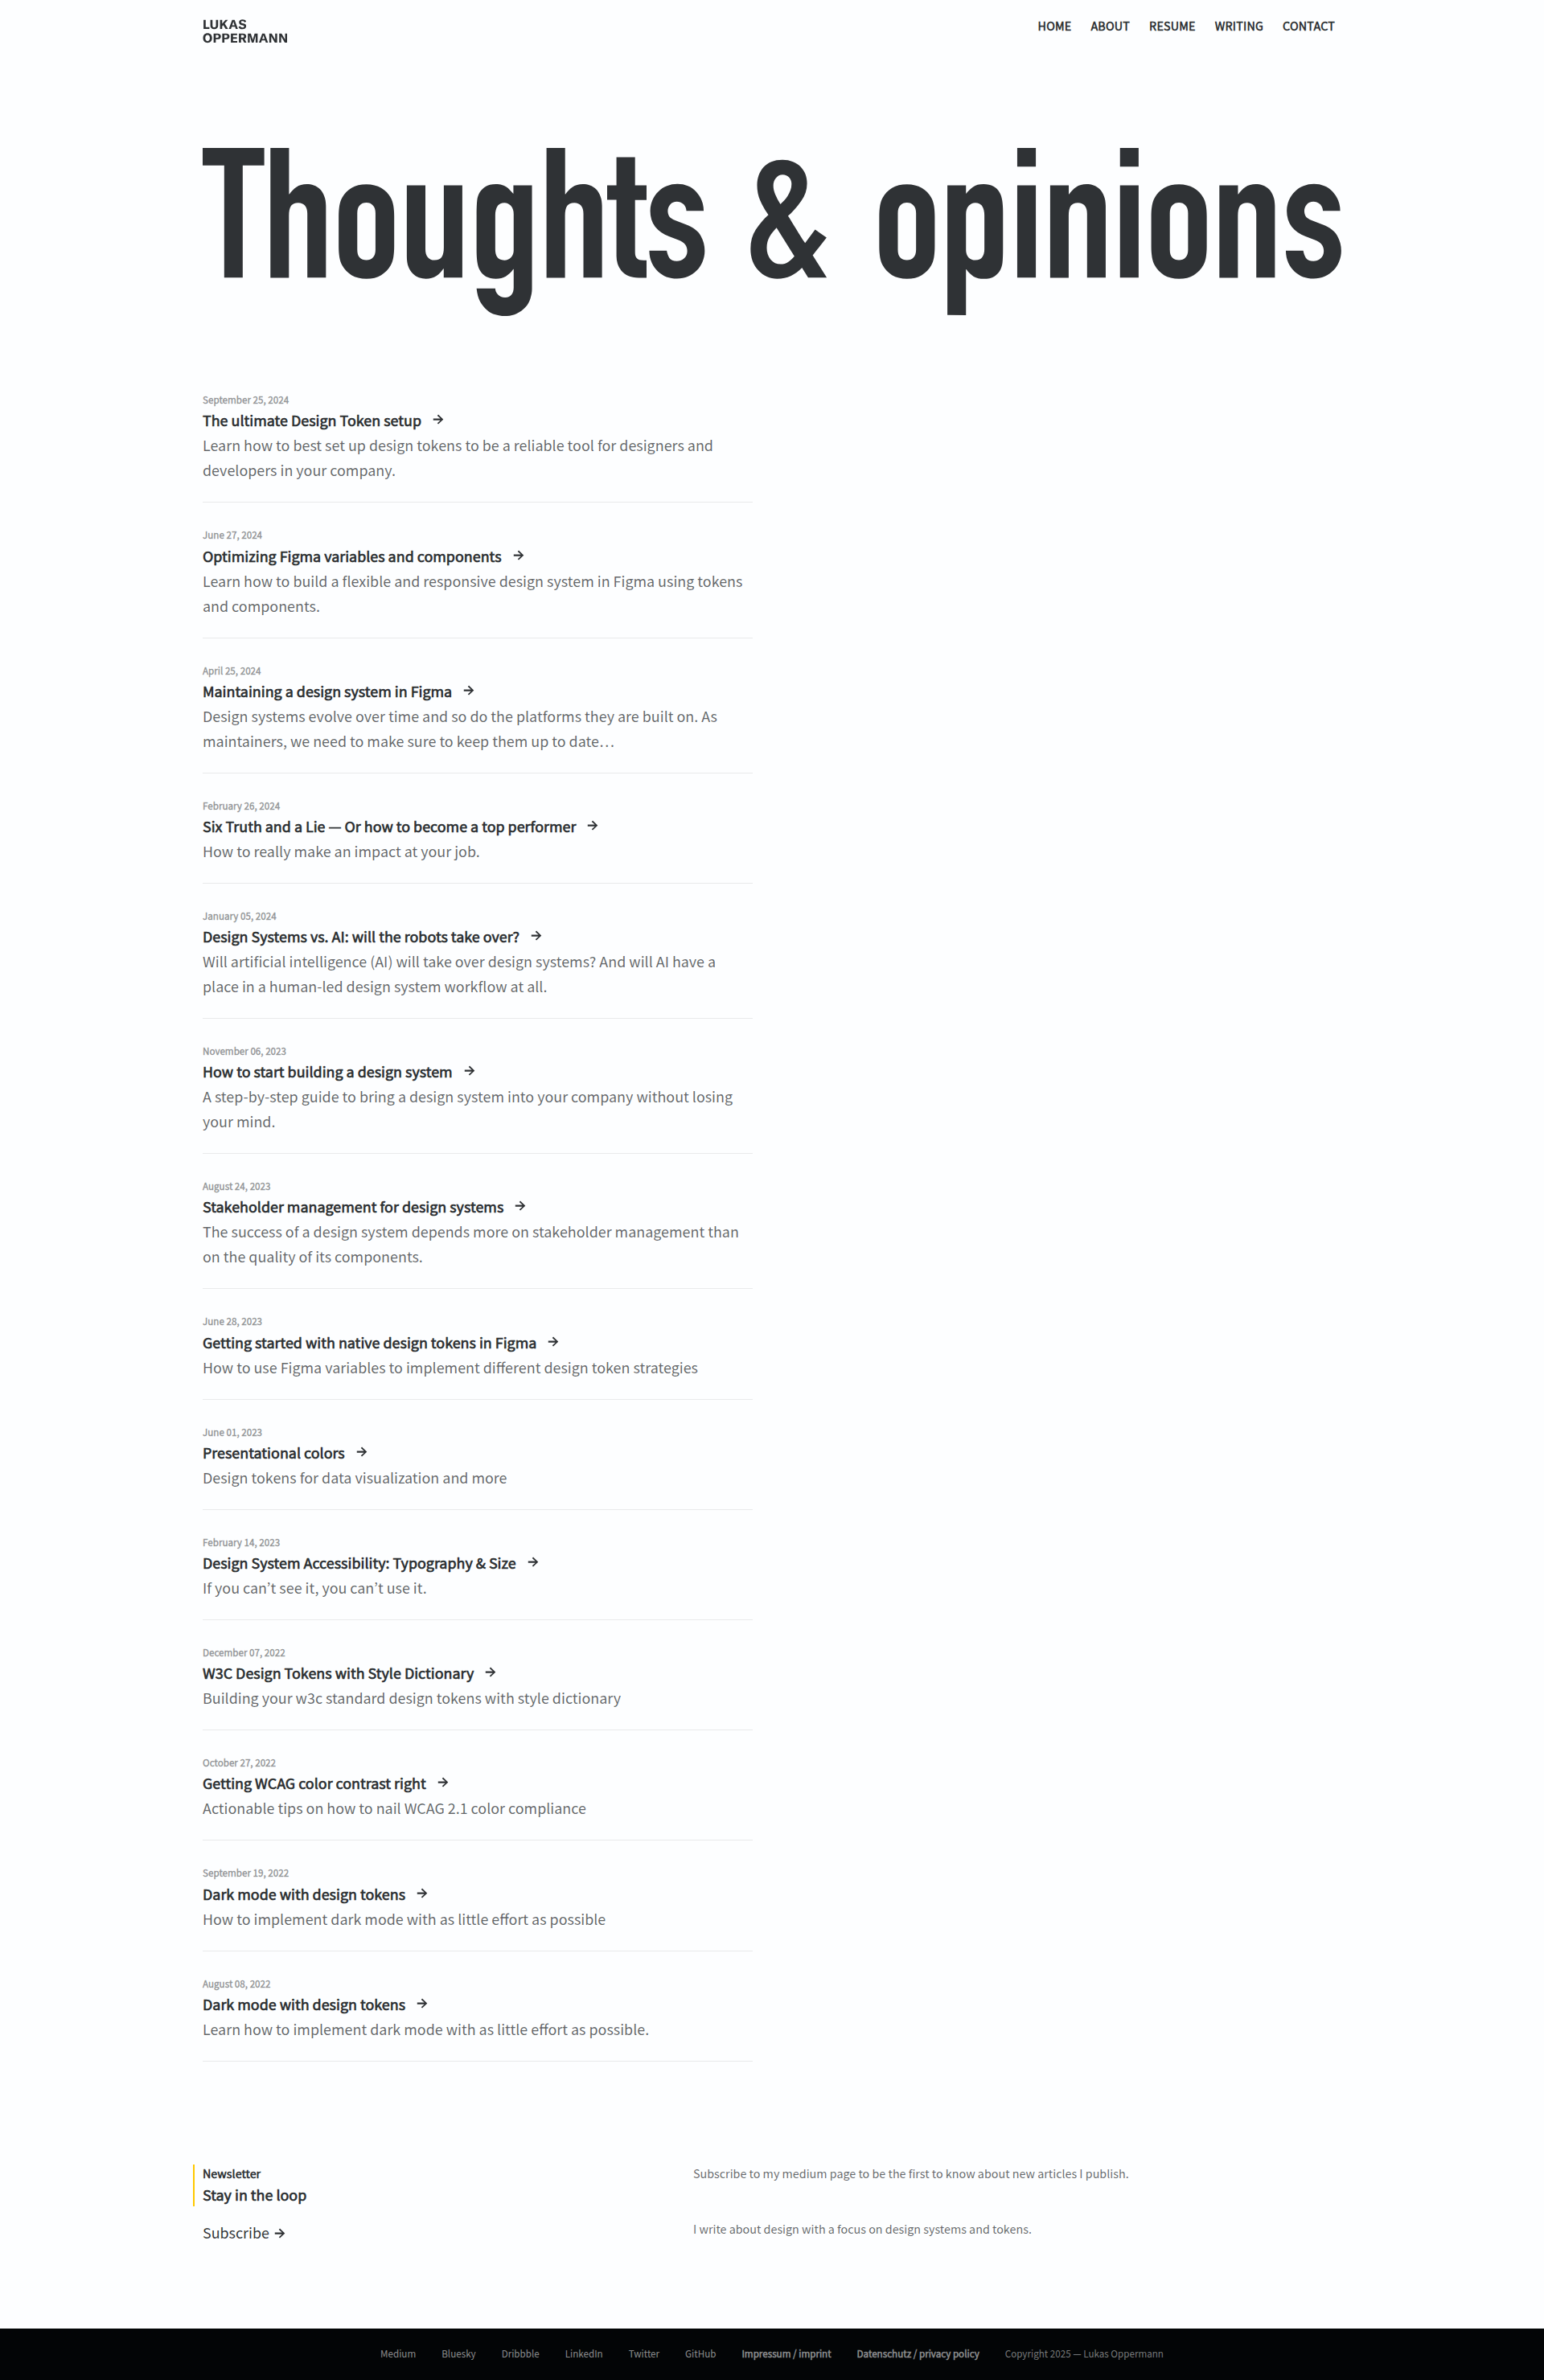 LUKAS
OPPERMANN
HOME ABOUT RESUME WRITING CONTACT
Thoughts & opinions
September 25, 2024
The ultimate Design Token setup →
Learn how to best set up design tokens to be a reliable tool for designers and
developers in your company.
June 27, 2024
Optimizing Figma variables and components →
Learn how to build a flexible and responsive design system in Figma using tokens
and components.
April 25, 2024
Maintaining a design system in Figma →
Design systems evolve over time and so do the platforms they are built on. As
maintainers, we need to make sure to keep them up to date…
February 26, 2024
Six Truth and a Lie — Or how to become a top performer →
How to really make an impact at your job.
January 05, 2024
Design Systems vs. AI: will the robots take over? →
Will artificial intelligence (AI) will take over design systems? And will AI have a
place in a human-led design system workflow at all.
November 06, 2023
How to start building a design system →
A step-by-step guide to bring a design system into your company without losing
your mind.
August 24, 2023
Stakeholder management for design systems →
The success of a design system depends more on stakeholder management than
on the quality of its components.
June 28, 2023
Getting started with native design tokens in Figma →
How to use Figma variables to implement different design token strategies
June 01, 2023
Presentational colors →
Design tokens for data visualization and more
February 14, 2023
Design System Accessibility: Typography & Size →
If you can’t see it, you can’t use it.
December 07, 2022
W3C Design Tokens with Style Dictionary →
Building your w3c standard design tokens with style dictionary
October 27, 2022
Getting WCAG color contrast right →
Actionable tips on how to nail WCAG 2.1 color compliance
September 19, 2022
Dark mode with design tokens →
How to implement dark mode with as little effort as possible
August 08, 2022
Dark mode with design tokens →
Learn how to implement dark mode with as little effort as possible.
Newsletter
Stay in the loop
Subscribe →
Subscribe to my medium page to be the first to know about new articles I publish.
I write about design with a focus on design systems and tokens.
Medium Bluesky Dribbble LinkedIn Twitter GitHub Impressum / imprint Datenschutz / privacy policy Copyright 2025 — Lukas Oppermann